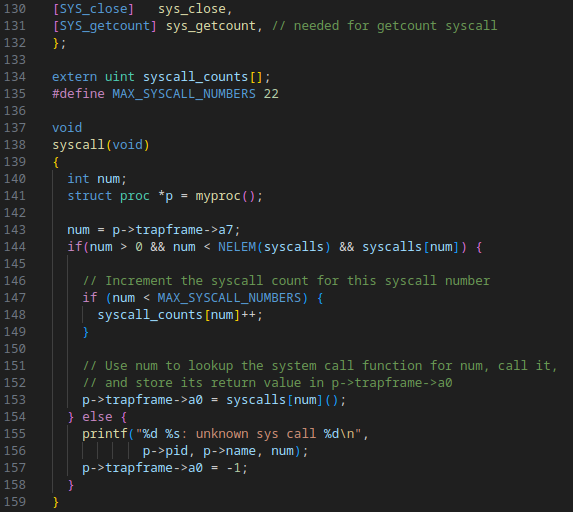 130 [SYS_close]   sys_close,
131 [SYS_getcount] sys_getcount, // needed for getcount syscall
132 };
133
134 extern uint syscall_counts[];
135 #define MAX_SYSCALL_NUMBERS 22
136
137 void
138 syscall(void)
139 {
140   int num;
141   struct proc *p = myproc();
142
143   num = p->trapframe->a7;
144   if(num > 0 && num < NELEM(syscalls) && syscalls[num]) {
145
146     // Increment the syscall count for this syscall number
147     if (num < MAX_SYSCALL_NUMBERS) {
148       syscall_counts[num]++;
149     }
150
151     // Use num to lookup the system call function for num, call it,
152     // and store its return value in p->trapframe->a0
153     p->trapframe->a0 = syscalls[num]();
154   } else {
155     printf("%d %s: unknown sys call %d\n",
156             p->pid, p->name, num);
157     p->trapframe->a0 = -1;
158   }
159 }